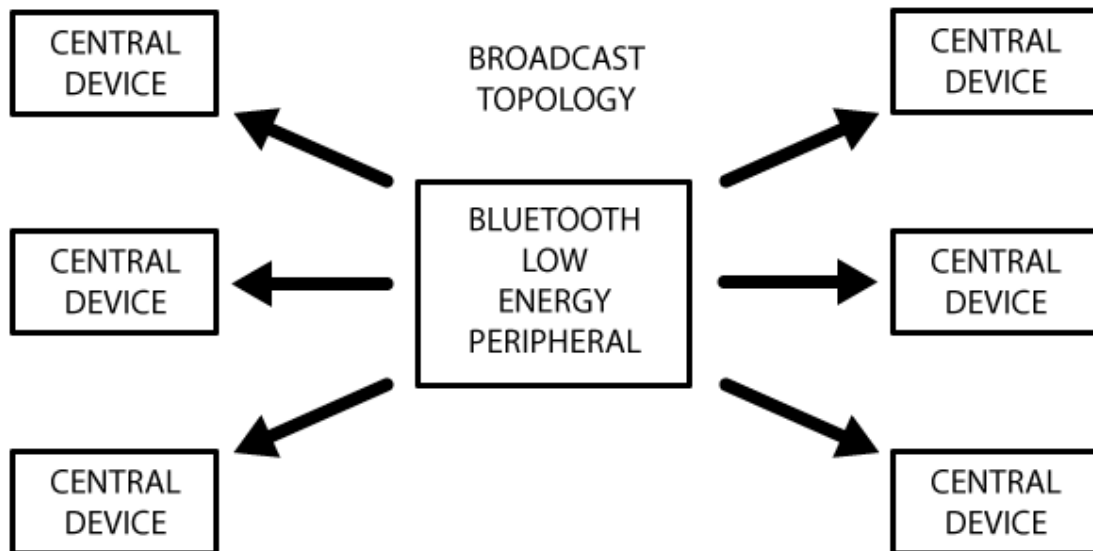 CENTRAL
DEVICE
BROADCAST
TOPOLOGY
CENTRAL
DEVICE
CENTRAL
DEVICE
BLUETOOTH
LOW
ENERGY
PERIPHERAL
CENTRAL
DEVICE
CENTRAL
DEVICE
CENTRAL
DEVICE